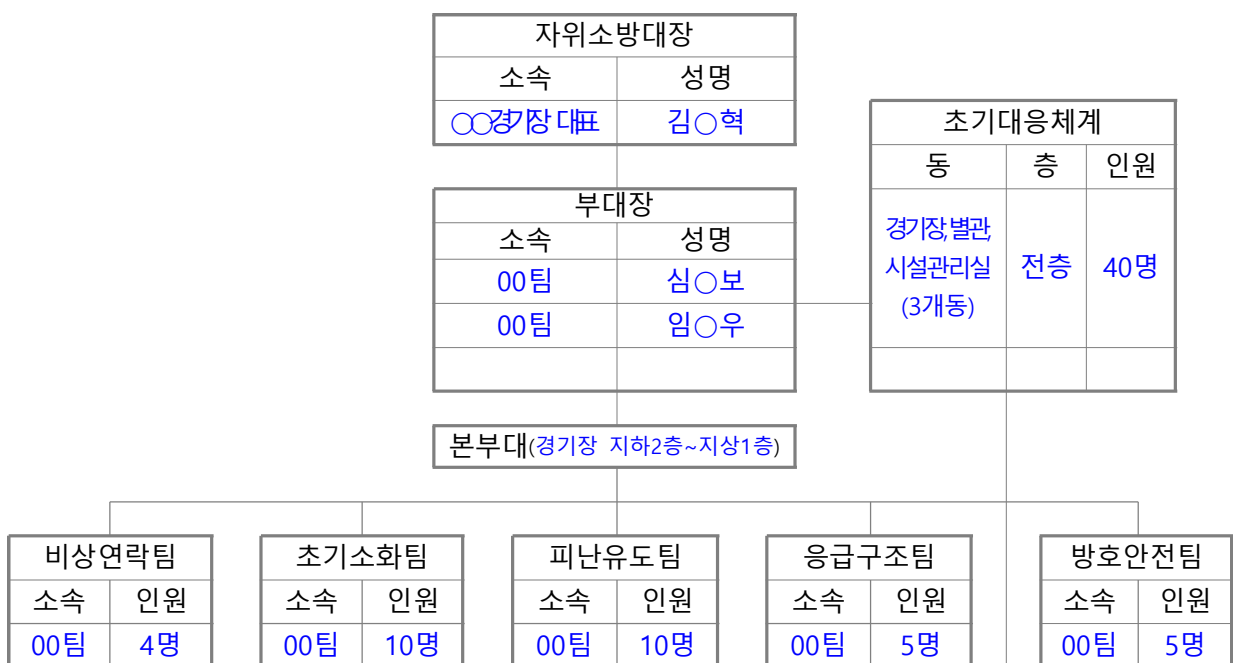 자위소방대장
소속 성명
○○경기장 대표 김○혁
초기대응체계
동 층 인원
경기장,별관,
시설관리실
(3개동)
전층 40명
부대장
소속 성명
00팀 심○보
00팀 임○우
본부대(경기장 지하2층~지상1층)
비상연락팀
소속 인원
00팀 4명
초기소화팀
소속 인원
00팀 10명
피난유도팀
소속 인원
00팀 10명
응급구조팀
소속 인원
00팀 5명
방호안전팀
소속 인원
00팀 5명